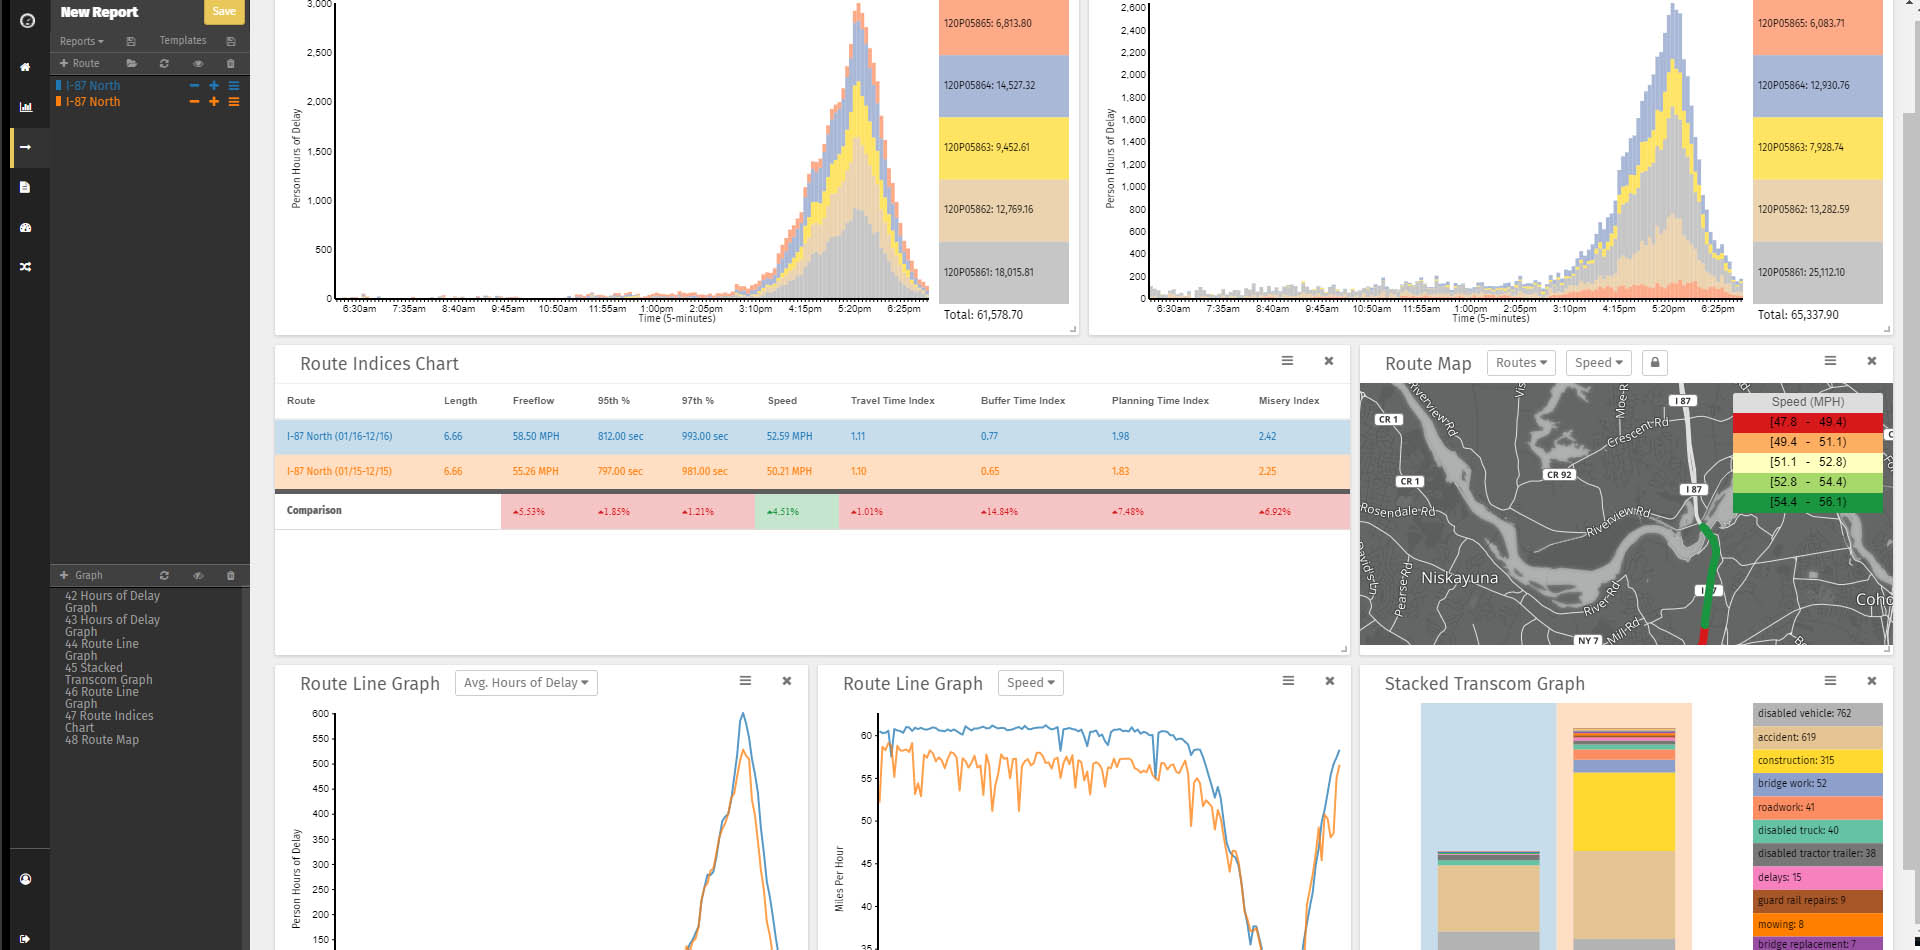 New Report
Save
Reports
Templates
Route
I-87 North
I-87 North
Graph
42 Hours of Delay
Graph
43 Hours of Delay
Graph
44 Route Line
Graph
45 Stacked
Transcom Graph
46 Route Line
Graph
47 Route Indices
Chart
48 Route Map
3,000
2,500
2,000
1,500
1,000
500
0
Person Hours of Delay
6:30am 7:35am 8:40am 9:45am 10:50am 11:55am 1:00pm 2:05pm 3:10pm 4:15pm 5:20pm 6:25pm
Time (5-minutes)
120P05865: 6,813.80
120P05864: 14,527.32
120P05863: 9,452.61
120P05862: 12,769.16
120P05861: 18,015.81
Total: 61,578.70
2,600
2,400
2,200
2,000
1,800
1,600
1,400
1,200
1,000
800
600
400
200
0
Person Hours of Delay
6:30am 7:35am 8:40am 9:45am 10:50am 11:55am 1:00pm 2:05pm 3:10pm 4:15pm 5:20pm 6:25pm
Time (5-minutes)
120P05865: 6,083.71
120P05864: 12,930.76
120P05863: 7,928.74
120P05862: 13,282.59
120P05861: 25,112.10
Total: 65,337.90
Route Indices Chart
Route Length Freeflow 95th % 97th % Speed Travel Time Index Buffer Time Index Planning Time Index Misery Index
I-87 North (01/16-12/16) 6.66 58.50 MPH 812.00 sec 993.00 sec 52.59 MPH 1.11 0.77 1.98 2.42
I-87 North (01/15-12/15) 6.66 55.26 MPH 797.00 sec 981.00 sec 50.21 MPH 1.10 0.65 1.83 2.25
Comparison 5.53% 1.85% 1.21% 4.51% 1.01% 14.84% 7.48% 6.92%
Route Map
Routes
Speed
Speed (MPH)
[47.8 - 49.4)
[49.4 - 51.1)
[51.1 - 52.8)
[52.8 - 54.4)
[54.4 - 56.1)
Riverview Rd
Vis
Moe R
I 87
CR 1
Crescent Rd
CR 92
CR 1
I 87
Rosendale Rd
Riverview Rd
Niskayuna
Pearse Rd
River Rd
Coho
NY 7
Mill Rd
Route Line Graph
Avg. Hours of Delay
600
550
500
450
400
350
300
250
200
150
Person Hours of Delay
Route Line Graph
Speed
60
55
50
45
40
35
Miles Per Hour
Stacked Transcom Graph
disabled vehicle: 762
accident: 619
construction: 315
bridge work: 52
roadwork: 41
disabled truck: 40
disabled tractor trailer: 38
delays: 15
guard rail repairs: 9
mowing: 8
bridge replacement: 7